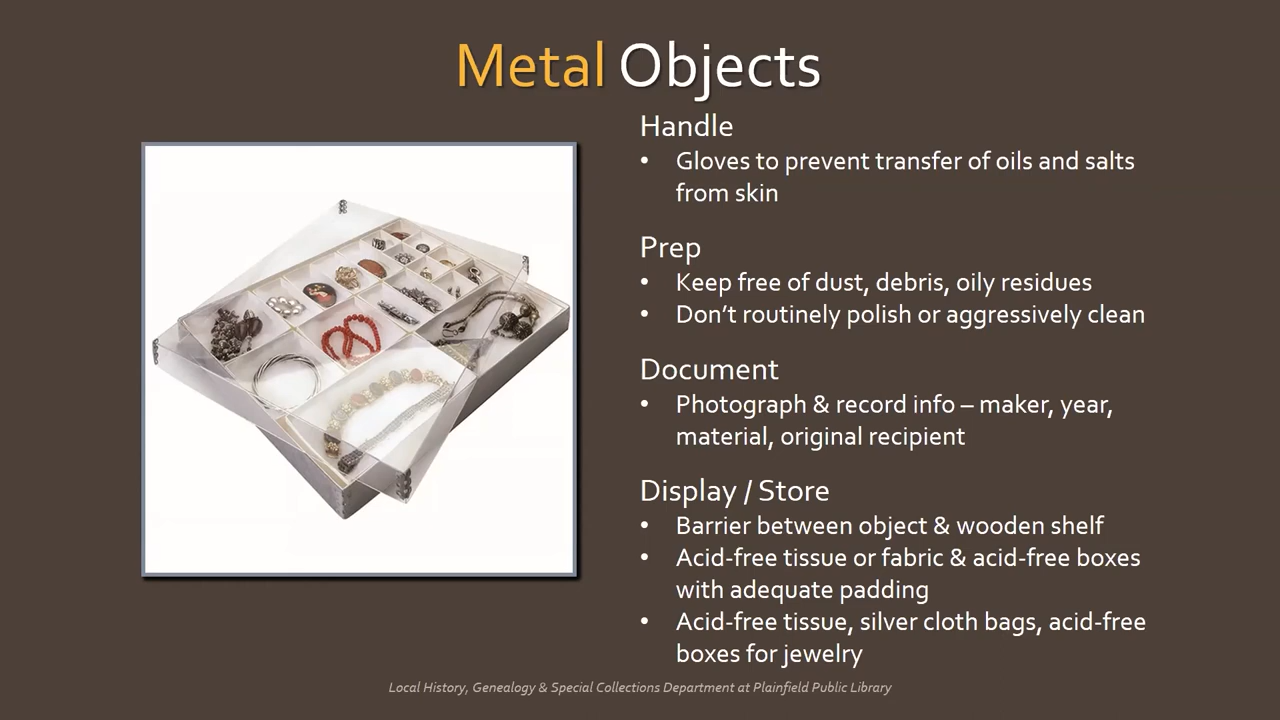 Metal Objects
Handle
• Gloves to prevent transfer of oils and salts
from skin
Prep
• Keep free of dust, debris, oily residues
• Don’t routinely polish or aggressively clean
Document
• Photograph & record info – maker, year,
material, original recipient
Display / Store
• Barrier between object & wooden shelf
• Acid-free tissue or fabric & acid-free boxes
with adequate padding
• Acid-free tissue, silver cloth bags, acid-free
boxes for jewelry
Local History, Genealogy & Special Collections Department at Plainfield Public Library